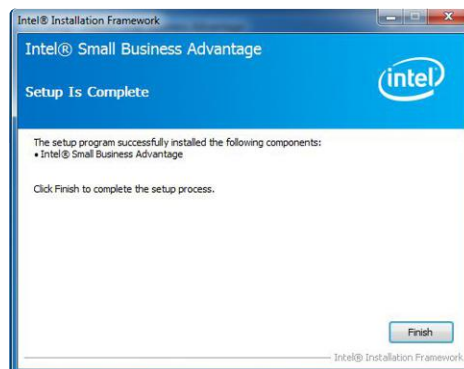 Intel® Installation Framework
Intel® Small Business Advantage
Setup Is Complete
intel
The setup program successfully installed the following components:
• Intel® Small Business Advantage
Click Finish to complete the setup process.
Finish
Intel® Installation Framework